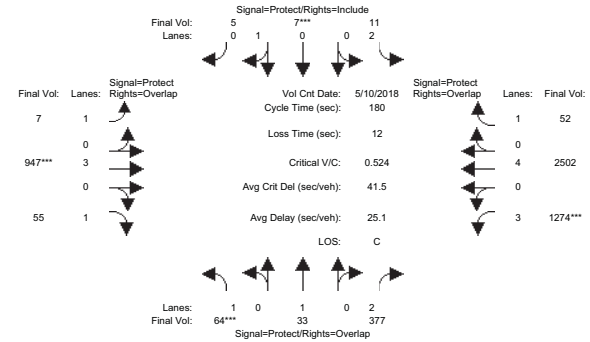 Signal=Protect/Rights=Include
Final Vol: 5 7*** 11
Lanes: 0 1 0 0 2
Signal=Protect Signal=Protect
Final Vol: Lanes: Rights=Overlap Vol Cnt Date: 5/10/2018 Rights=Overlap Lanes: Final Vol:
Cycle Time (sec): 180
7 1 1 52
Loss Time (sec): 12
0 0
947*** 3 Critical V/C: 0.524 4 2502
0 Avg Crit Del (sec/veh): 41.5 0
55 1 Avg Delay (sec/veh): 25.1 3 1274***
LOS: C
Lanes: 1 0 1 0 2
Final Vol: 64*** 33 377
Signal=Protect/Rights=Overlap